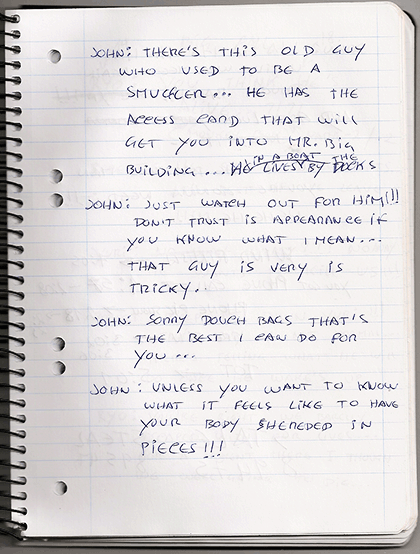 JOHN: THERE'S THIS OLD GUY
WHO USED TO BE A
SMUGGLER... HE HAS THE
ACCESS CARD THAT WILL
GET YOU INTO MR. BIG
BUILDING... HE LIVES IN A BOAT BY THE DOCKS
JOHN: JUST WATCH OUT FOR HIM!!!
DON'T TRUST IS APPEARANCE IF
YOU KNOW WHAT I MEAN...
THAT GUY IS VERY IS
TRICKY..
JOHN: SORRY DOUCH BAGS THAT'S
THE BEST I CAN DO FOR
YOU...
JOHN: UNLESS YOU WANT TO KNOW
WHAT IT FEELS LIKE TO HAVE
YOUR BODY SHEREDED IN
PIECES!!!